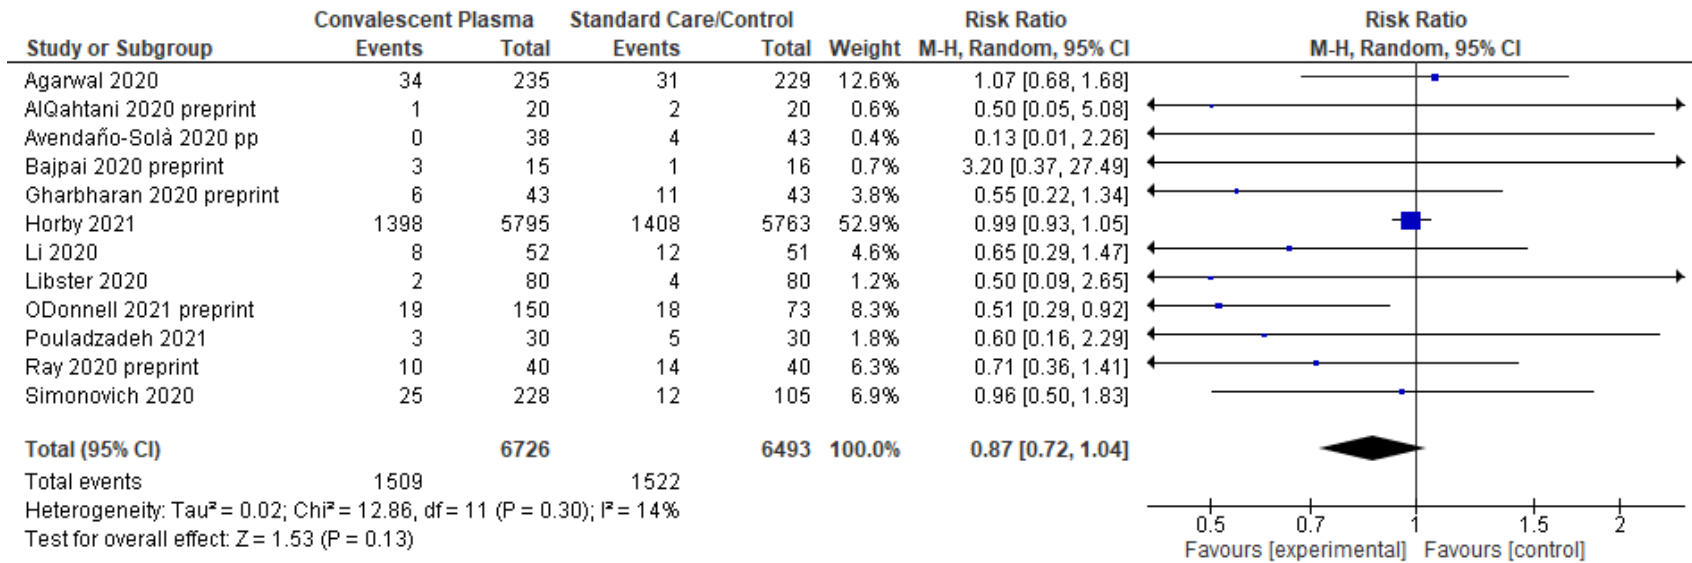 Convalescent Plasma Standard Care/Control Risk Ratio Risk Ratio
Study or Subgroup Events Total Events Total Weight M-H, Random, 95% CI M-H, Random, 95% CI
Agarwal 2020 34 235 31 229 12.6% 1.07 [0.68, 1.68]
AlQahtani 2020 preprint 1 20 2 20 0.6% 0.50 [0.05, 5.08]
Avendaño-Solà 2020 pp 0 38 4 43 0.4% 0.13 [0.01, 2.26]
Bajpai 2020 preprint 3 15 1 16 0.7% 3.20 [0.37, 27.49]
Gharbharan 2020 preprint 6 43 11 43 3.8% 0.55 [0.22, 1.34]
Horby 2021 1398 5795 1408 5763 52.9% 0.99 [0.93, 1.05]
Li 2020 8 52 12 51 4.6% 0.65 [0.29, 1.47]
Libster 2020 2 80 4 80 1.2% 0.50 [0.09, 2.65]
ODonnell 2021 preprint 19 150 18 73 8.3% 0.51 [0.29, 0.92]
Pouladzadeh 2021 3 30 5 30 1.8% 0.60 [0.16, 2.29]
Ray 2020 preprint 10 40 14 40 6.3% 0.71 [0.36, 1.41]
Simonovich 2020 25 228 12 105 6.9% 0.96 [0.50, 1.83]
Total (95% CI) 6726 6493 100.0% 0.87 [0.72, 1.04]
Total events 1509 1522
Heterogeneity: Tau² = 0.02; Chi² = 12.86, df = 11 (P = 0.30); I² = 14%
Test for overall effect: Z = 1.53 (P = 0.13)
0.5 0.7 1 1.5 2
Favours [experimental] Favours [control]